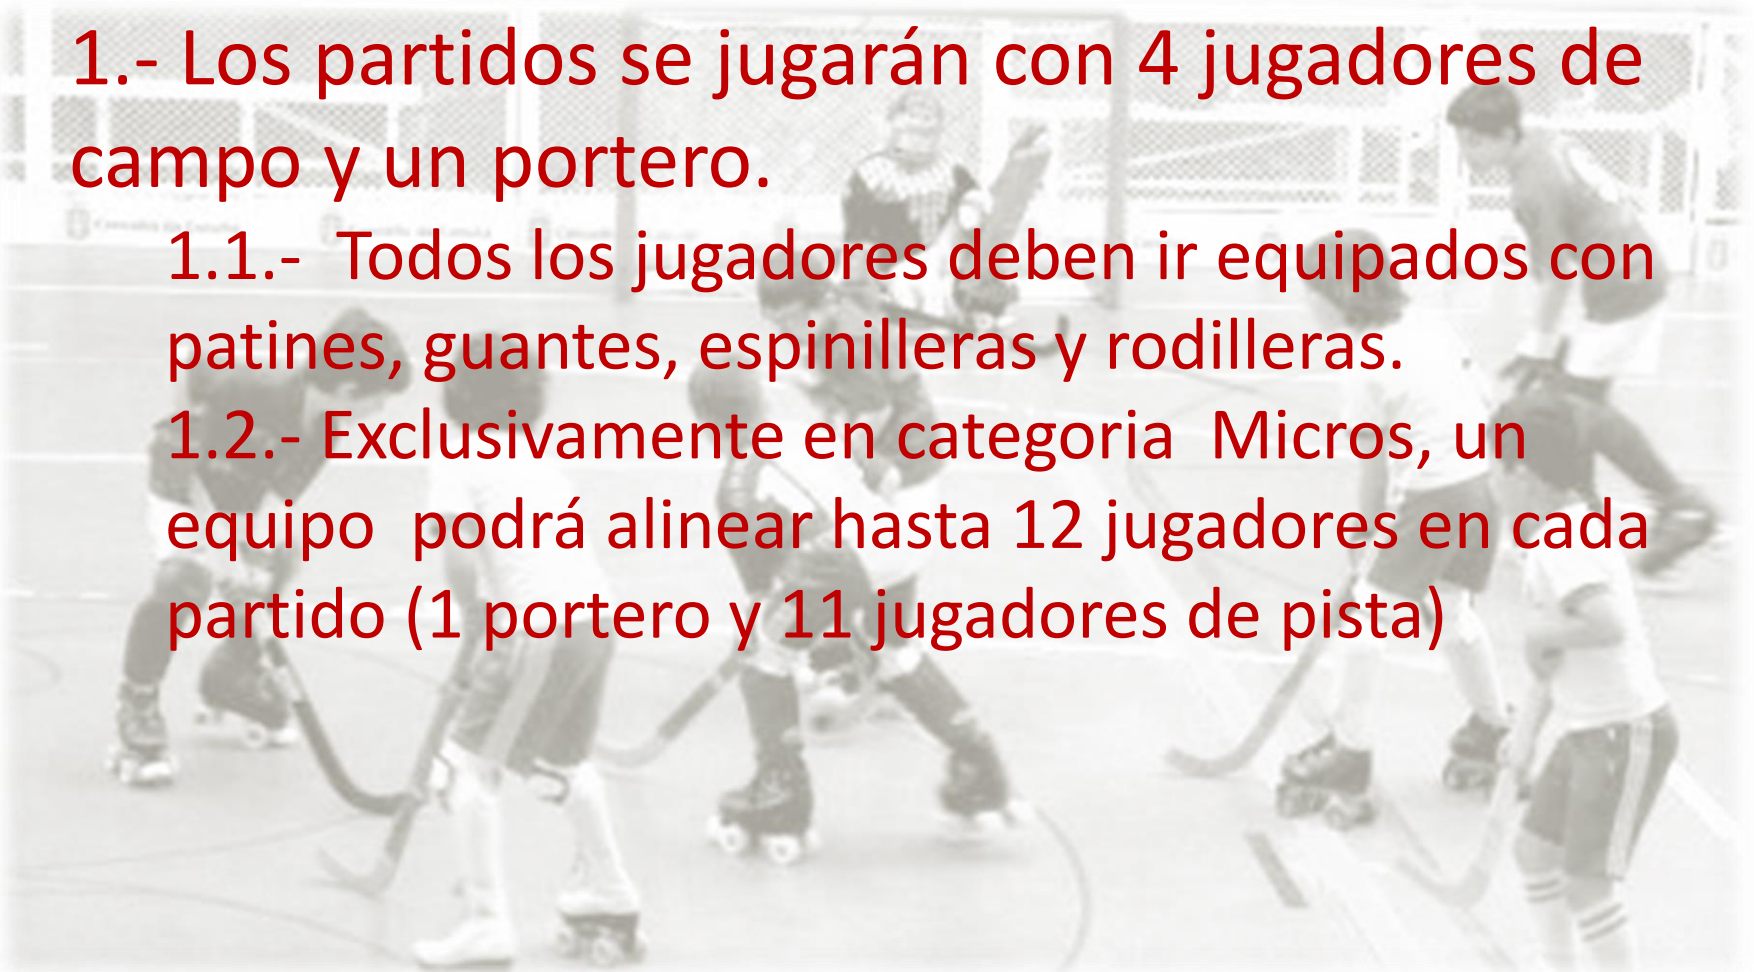 1.- Los partidos se jugarán con 4 jugadores de
campo y un portero.
1.1.-  Todos los jugadores deben ir equipados con
patines, guantes, espinilleras y rodilleras.
1.2.- Exclusivamente en categoria  Micros, un
equipo  podrá alinear hasta 12 jugadores en cada
partido (1 portero y 11 jugadores de pista)